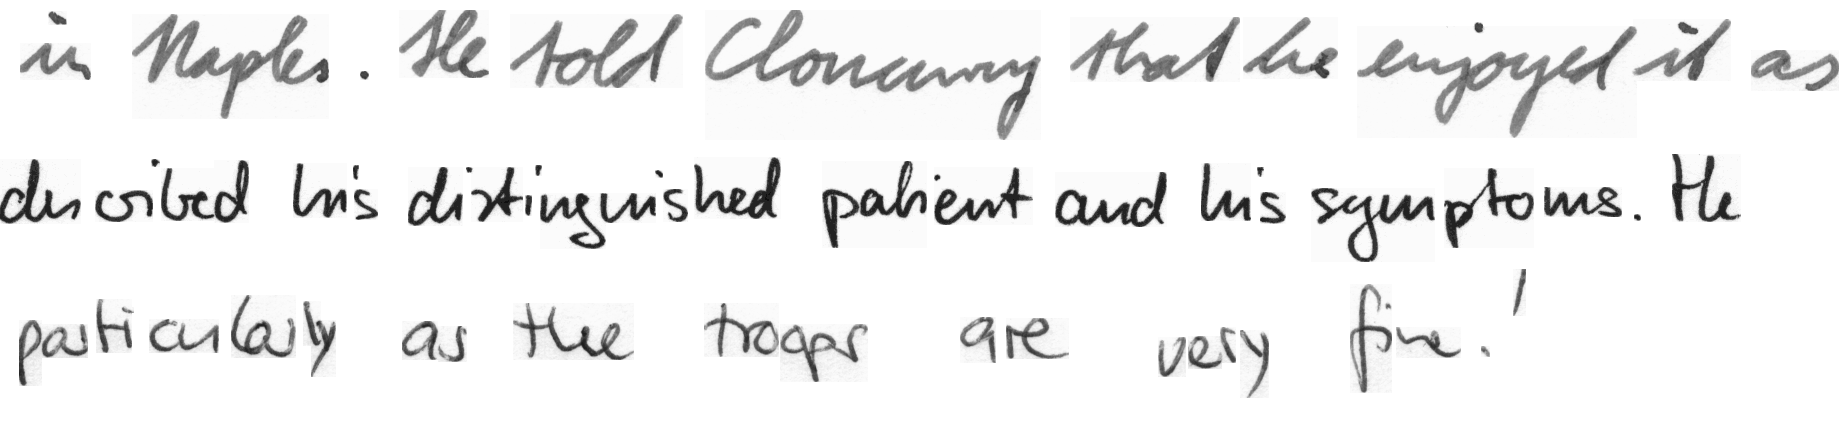 in Naples. He told Cloncurry that he enjoyed it as
described his distinguished patient and his symptoms. He
particularly as the troops are very fine!